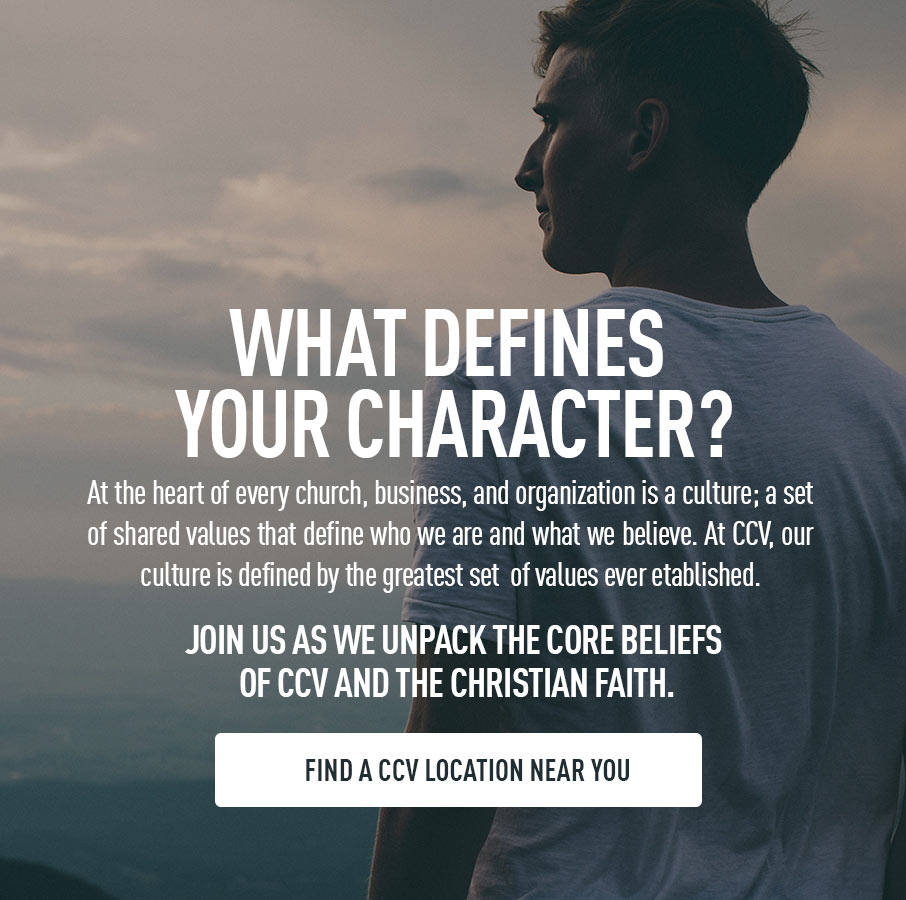 WHAT DEFINES
YOUR CHARACTER?
At the heart of every church, business, and organization is a culture; a set
of shared values that define who we are and what we believe. At CCV, our
culture is defined by the greatest set of values ever etablished.
JOIN US AS WE UNPACK THE CORE BELIEFS
OF CCV AND THE CHRISTIAN FAITH.
FIND A CCV LOCATION NEAR YOU